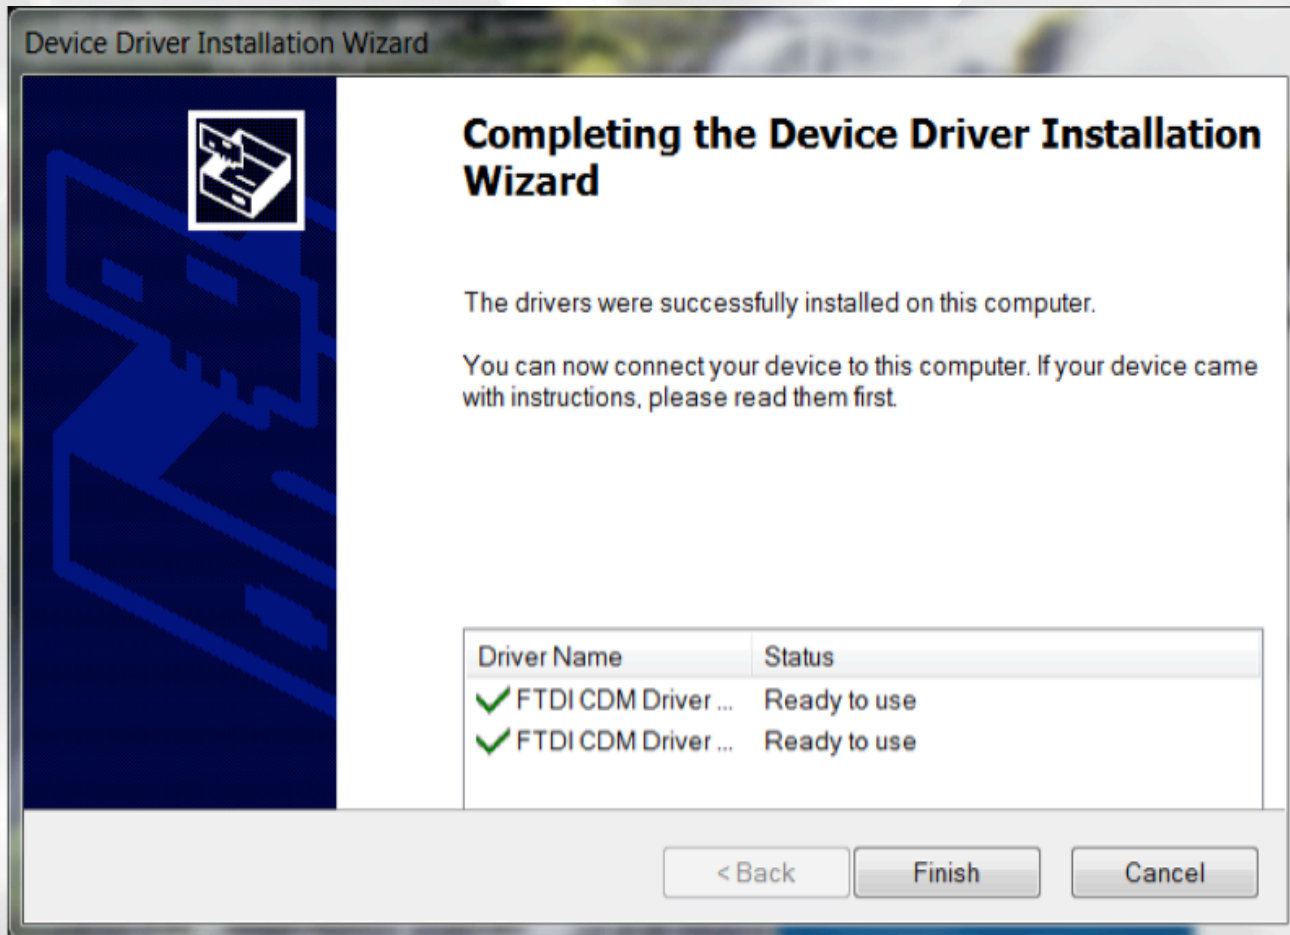 Device Driver Installation Wizard
Completing the Device Driver Installation
Wizard
The drivers were successfully installed on this computer.
You can now connect your device to this computer. If your device came
with instructions, please read them first.
Driver Name Status
FTDI CDM Driver ... Ready to use
FTDI CDM Driver ... Ready to use
< Back Finish Cancel